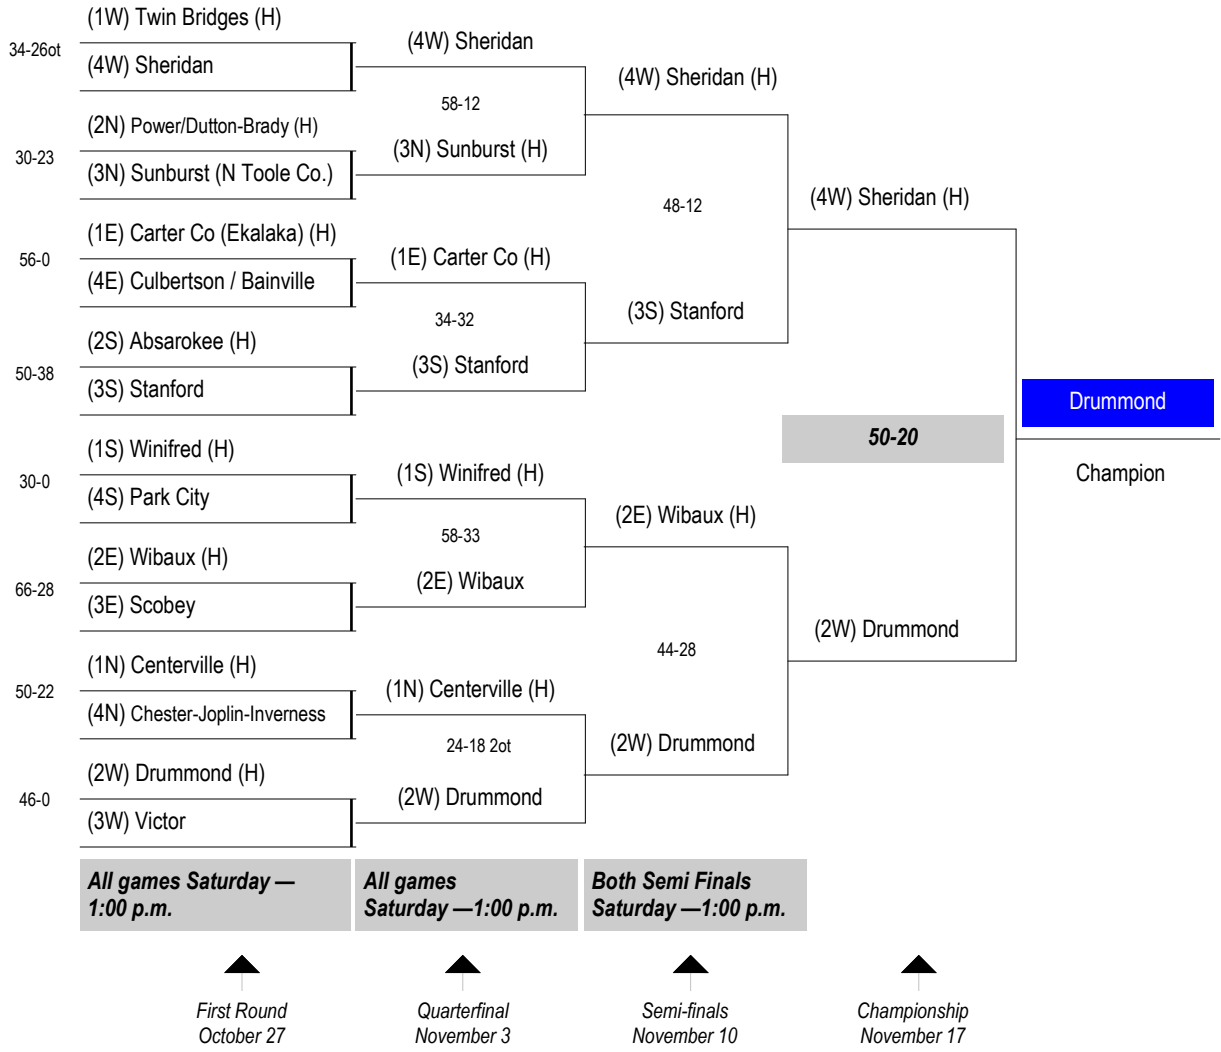 (1W) Twin Bridges (H)
34-26ot
(4W) Sheridan
(2N) Power/Dutton-Brady (H)
30-23
(3N) Sunburst (N Toole Co.)
(1E) Carter Co (Ekalaka) (H)
56-0
(4E) Culbertson / Bainville
(2S) Absarokee (H)
50-38
(3S) Stanford
(1S) Winifred (H)
30-0
(4S) Park City
(2E) Wibaux (H)
66-28
(3E) Scobey
(1N) Centerville (H)
50-22
(4N) Chester-Joplin-Inverness
(2W) Drummond (H)
46-0
(3W) Victor
(4W) Sheridan
58-12
(3N) Sunburst (H)
(1E) Carter Co (H)
34-32
(3S) Stanford
(1S) Winifred (H)
58-33
(2E) Wibaux
(1N) Centerville (H)
24-18 2ot
(2W) Drummond
(4W) Sheridan (H)
48-12
(3S) Stanford
(2E) Wibaux (H)
44-28
(2W) Drummond
(4W) Sheridan (H)
50-20
(2W) Drummond
Drummond
Champion
All games Saturday —
1:00 p.m.
All games
Saturday —1:00 p.m.
Both Semi Finals
Saturday —1:00 p.m.
First Round
October 27
Quarterfinal
November 3
Semi-finals
November 10
Championship
November 17